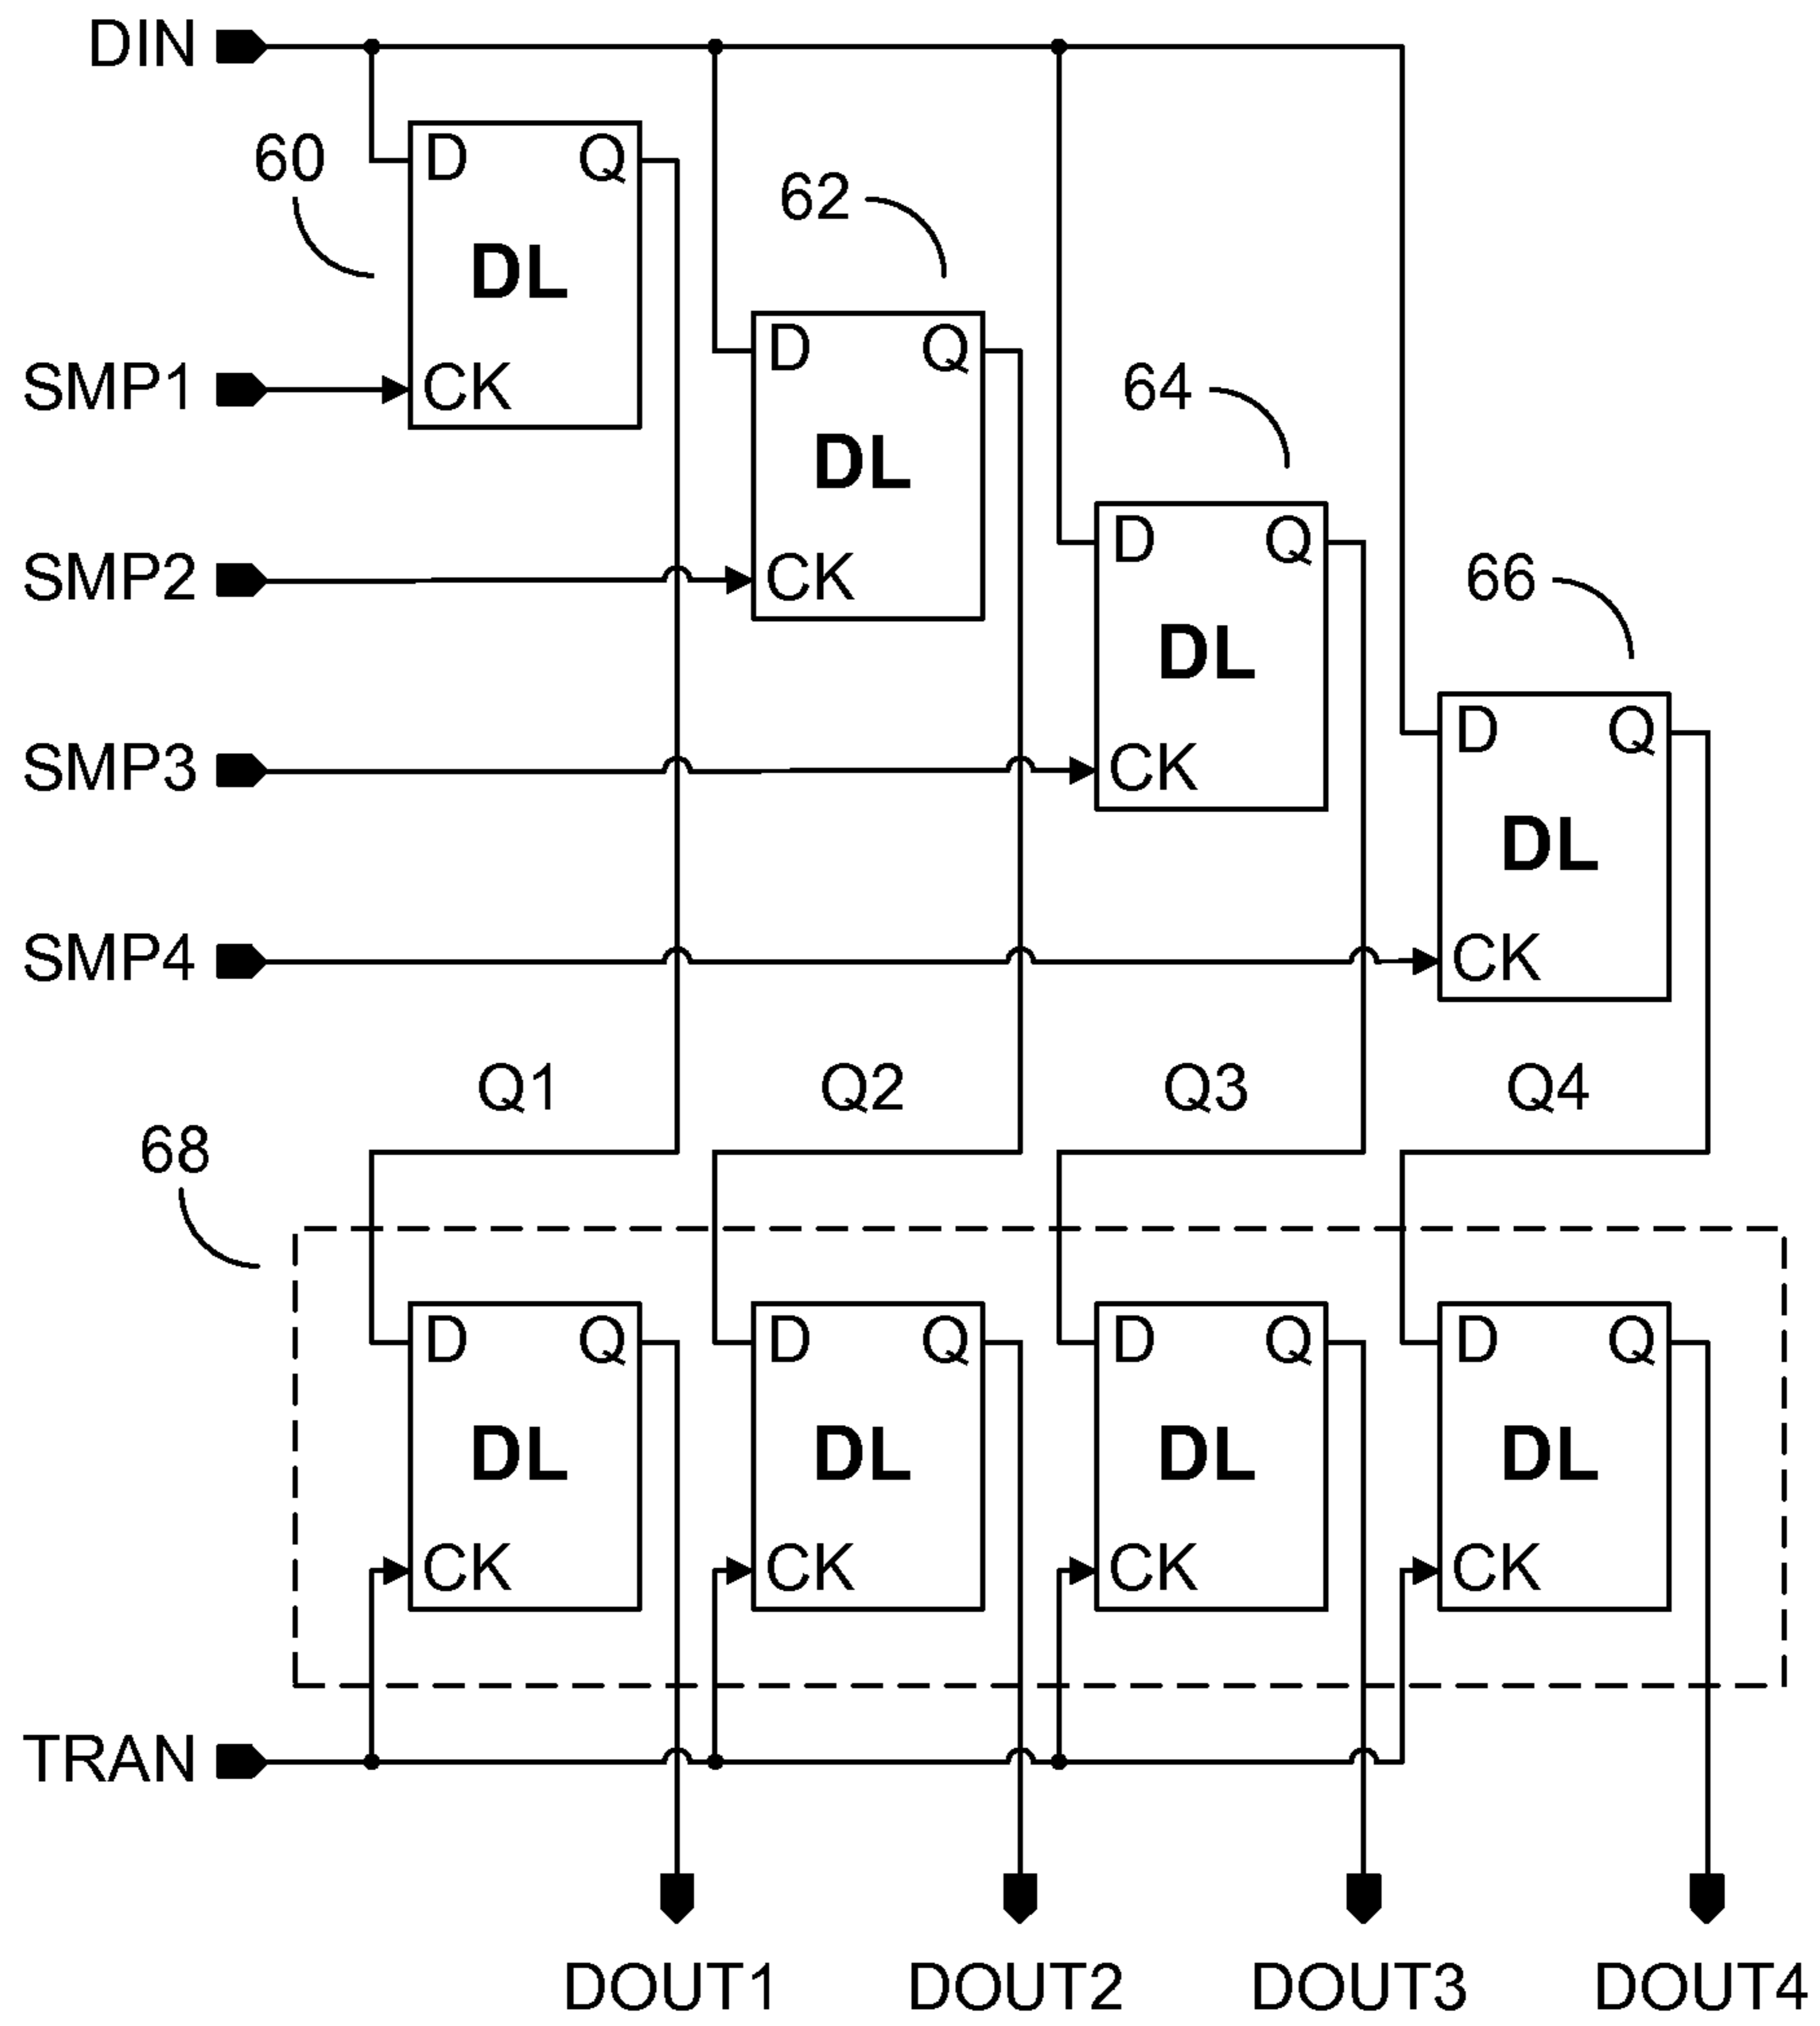 DIN
60
D Q
DL
CK
SMP1
62
D Q
DL
CK
SMP2
64
D Q
DL
CK
SMP3
66
D Q
DL
CK
SMP4
Q1 Q2 Q3 Q4
68
D Q D Q D Q D Q
DL DL DL DL
CK CK CK CK
TRAN
DOUT1 DOUT2 DOUT3 DOUT4